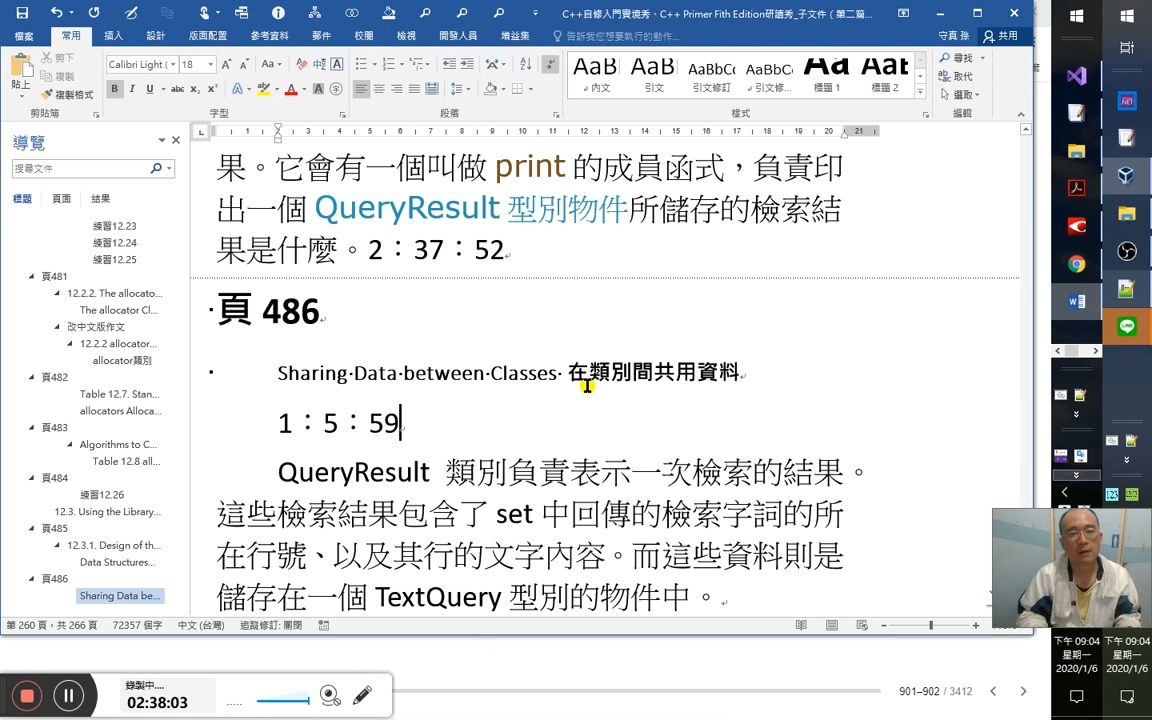 C++自修入門實境秀、C++ Primer Fifth Edition研讀秀_子文件 (第二篇...
檔案 常用 插入 設計 版面配置 參考資料 郵件 校閱 檢視 開發人員 增益集 告訴我您想要執行的動作... 守真 孫 共用
貼上 剪下 複製 複製格式
Calibri Light ( 18
AaB AaB AaBbC AaBbC Aa AaB
內文 引文 引文修訂 引文修... 標題 1 標題 2
尋找 取代 選取
剪貼簿 字型 段落 樣式 編輯
導覽
搜尋文件
標題 頁面 結果
練習12.23
練習12.24
練習12.25
頁481
12.2.2. The allocato...
The allocator Cl...
改中文版作文
12.2.2 allocator...
allocator類別
頁482
Table 12.7. Stan...
allocators Alloca...
頁483
Algorithms to C...
Table 12.8 all...
頁484
練習12.26
12.3. Using the Library...
頁485
12.3.1. Design of th...
Data Structures...
頁486
Sharing Data be...
果。它會有一個叫做 print 的成員函式，負責印
出一個 QueryResult 型別物件所儲存的檢索結
果是什麼。2：37：52
頁 486
Sharing Data between Classes 在類別間共用資料
1：5：59
QueryResult 類別負責表示一次檢索的結果。
這些檢索結果包含了 set 中回傳的檢索字詞的所
在行號、以及其行的文字內容。而這些資料則是
儲存在一個 TextQuery 型別的物件中。
第 260 頁，共 266 頁 72357 個字 中文 (台灣) 追蹤修訂: 關閉
錄製中....
02:38:03
901–902 / 3412
下午 09:04
星期一
2020/1/6
下午 09:04
星期一
2020/1/6